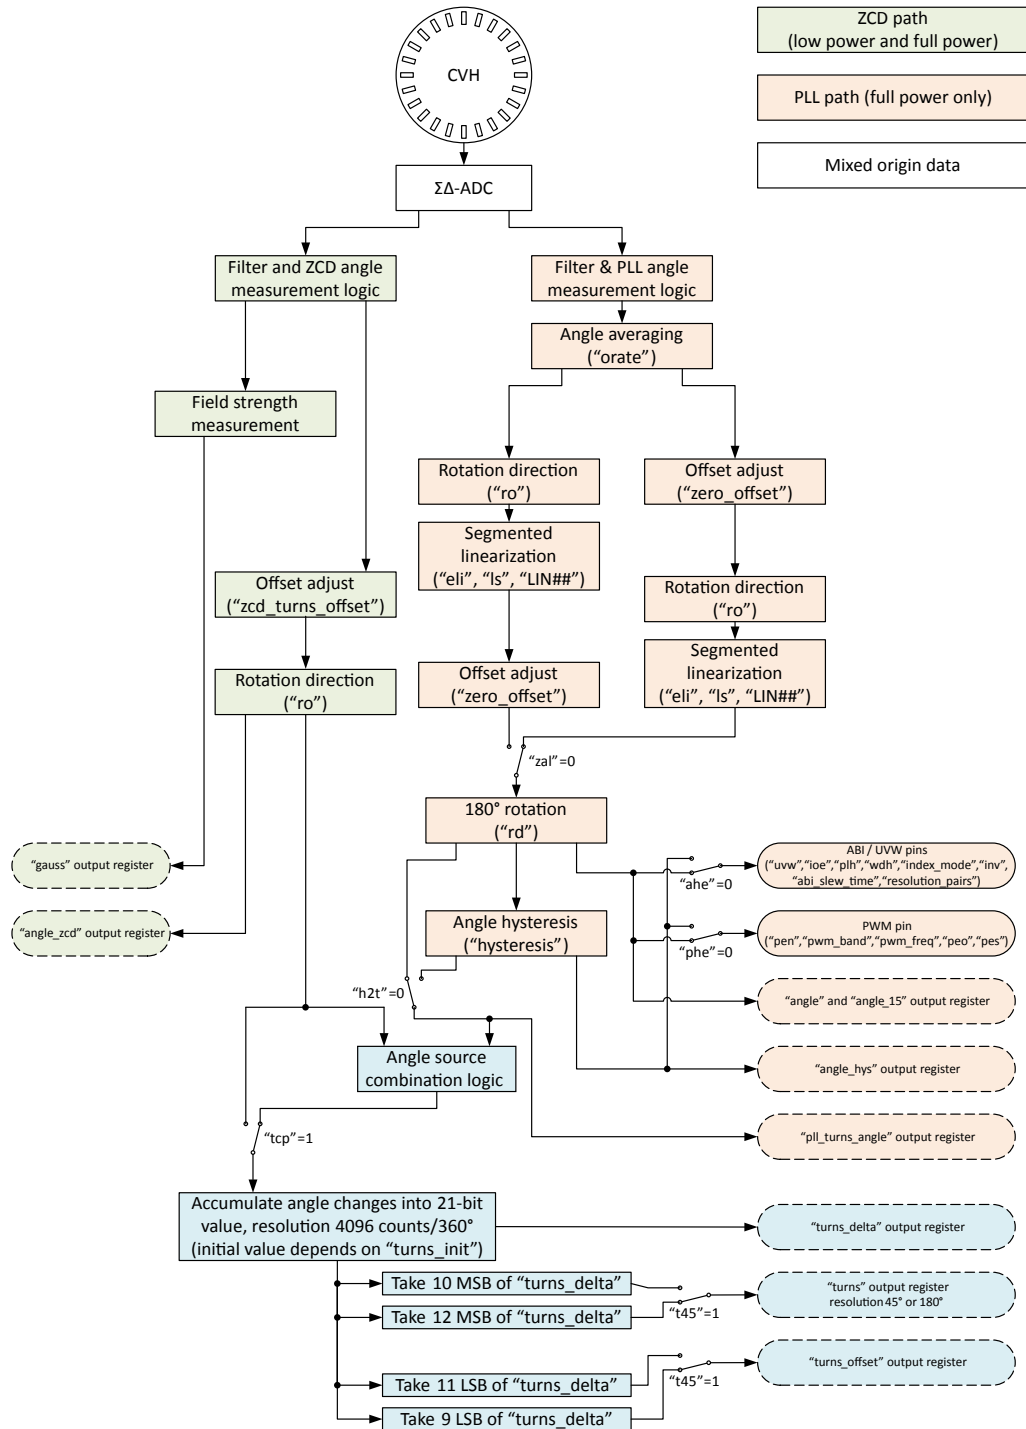 CVH
ZCD path
(low power and full power)
PLL path (full power only)
Mixed origin data
ΣΔ-ADC
Filter and ZCD angle
measurement logic
Filter & PLL angle
measurement logic
Angle averaging
(“orate”)
Field strength
measurement
Rotation direction
(“ro”)
Offset adjust
(“zero_offset”)
Segmented
linearization
(“eli”, “ls”, “LIN##”)
Offset adjust
(“zcd_turns_offset”)
Rotation direction
(“ro”)
Rotation direction
(“ro”)
Offset adjust
(“zero_offset”)
Segmented
linearization
(“eli”, “ls”, “LIN##”)
“zal”=0
180° rotation
(“rd”)
“gauss” output register
ABI / UVW pins
(“uvw”,“ioe”,“plh”,“wdh”,“index_mode”,“inv”,
“abi_slew_time”,“resolution_pairs”)
“ahe”=0
“angle_zcd” output register
Angle hysteresis
(“hysteresis”)
PWM pin
(“pen”,“pwm_band”,“pwm_freq”,“peo”,“pes”)
“phe”=0
“h2t”=0
“angle” and “angle_15” output register
Angle source
combination logic
“angle_hys” output register
“tcp”=1
“pll_turns_angle” output register
Accumulate angle changes into 21-bit
value, resolution 4096 counts/360°
(initial value depends on “turns_init”)
“turns_delta” output register
Take 10 MSB of “turns_delta”
Take 12 MSB of “turns_delta”
“t45”=1
“turns” output register
resolution 45° or 180°
Take 11 LSB of “turns_delta”
Take 9 LSB of “turns_delta”
“t45”=1
“turns_offset” output register